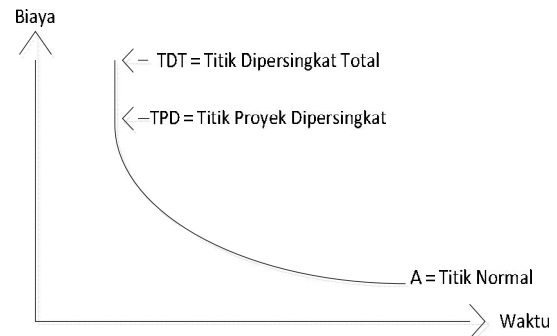 Biaya
TDT = Titik Dipersingkat Total
TPD = Titik Proyek Dipersingkat
A = Titik Normal
Waktu